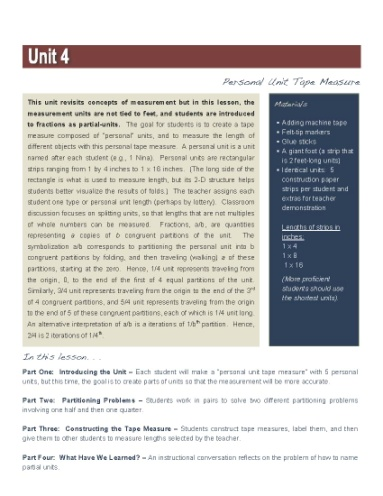 Unit 4
Personal Unit Tape Measure
This unit revisits concepts of measurement but in this lesson, the
measurement units are not tied to feet, and students are introduced
to fractions as partial-units. The goal for students is to create a tape
measure composed of "personal" units, and to measure the length of
different objects with this personal tape measure. A personal unit is a unit
named after each student (e.g., 1 Nina). Personal units are rectangular
strips ranging from 1 by 4 inches to 1 x 16 inches. (The long side of the
rectangle is what is used to measure length, but its 2-D structure helps
students better visualize the results of folds.) The teacher assigns each
student one type or personal unit length (perhaps by lottery). Classroom
discussion focuses on splitting units, so that lengths that are not multiples
of whole numbers can be measured. Fractions, a/b, are quantities
representing a copies of b congruent partitions of the unit. The
symbolization a/b corresponds to partitioning the personal unit into b
congruent partitions by folding, and then traveling (walking) a of these
partitions, starting at the zero. Hence, 1/4 unit represents traveling from
the origin, 0, to the end of the first of 4 equal partitions of the unit.
Similarly, 3/4 unit represents traveling from the origin to the end of the 3rd
of 4 congruent partitions, and 5/4 unit represents traveling from the origin
to the end of 5 of these congruent partitions, each of which is 1/4 unit long.
An alternative interpretation of a/b is a iterations of 1/bth partition. Hence,
2/4 is 2 iterations of 1/4th.
Materials
• Adding machine tape
• Felt-tip markers
• Glue sticks
• A giant foot (a strip that
is 2 feet-long units)
• Identical units: 5
construction paper
strips per student and
extras for teacher
demonstration
Lengths of strips in
inches:
1 x 4
1 x 8
1 x 16
(More proficient
students should use
the shortest units).
In this lesson. . .
Part One: Introducing the Unit – Each student will make a "personal unit tape measure" with 5 personal
units, but this time, the goal is to create parts of units so that the measurement will be more accurate.
Part Two: Partitioning Problems – Students work in pairs to solve two different partitioning problems
involving one half and then one quarter.
Part Three: Constructing the Tape Measure – Students construct tape measures, label them, and then
give them to other students to measure lengths selected by the teacher.
Part Four: What Have We Learned? – An instructional conversation reflects on the problem of how to name
partial units.